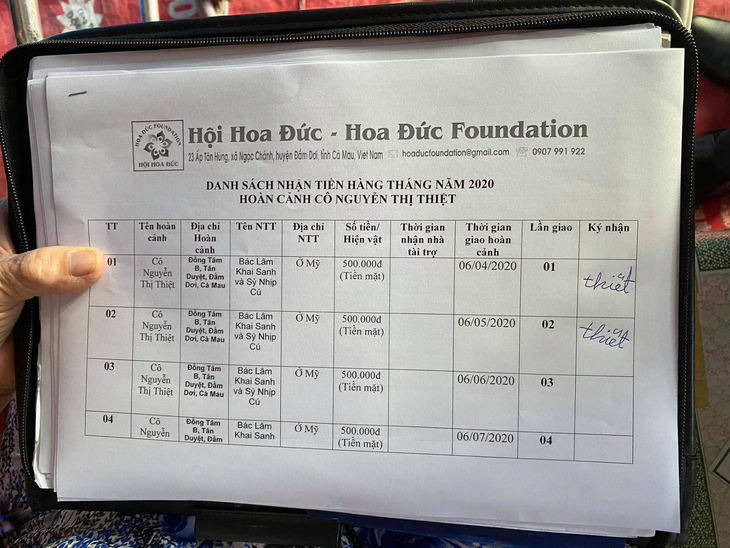 HOA ĐỨC FOUNDATION
HỘI HOA ĐỨC
Hội Hoa Đức - Hoa Đức Foundation
23 Ấp Tân Hùng, xã Ngọc Chánh, huyện Đầm Dơi, tỉnh Cà Mau, Việt Nam hoaducfoundation@gmail.com 0907 991 922
DANH SÁCH NHẬN TIỀN HÀNG THÁNG NĂM 2020
HOÀN CẢNH CÔ NGUYỄN THỊ THIỆT
TT Tên hoàn Địa chỉ Tên NTT Địa chỉ Số tiền/ Thời gian Thời gian Lần giao Ký nhận
cảnh Hoàn NTT Hiện vật nhận nhà giao hoàn
cảnh tài trợ cảnh
01 Cô Đồng Tâm Bác Lâm Ở Mỹ 500.000đ 06/04/2020 01 thiệt
Nguyễn B, Tân Khai Sanh (Tiền mặt)
Thị Thiệt Duyệt, Đầm và Sỳ Nhịp
Dơi, Cà Mau Cú
02 Cô Đồng Tâm Bác Lâm Ở Mỹ 500.000đ 06/05/2020 02 thiệt
Nguyễn B, Tân Khai Sanh (Tiền mặt)
Thị Thiệt Duyệt, Đầm và Sỳ Nhịp
Dơi, Cà Mau Cú
03 Cô Đồng Tâm Bác Lâm Ở Mỹ 500.000đ 06/06/2020 03
Nguyễn B, Tân Khai Sanh (Tiền mặt)
Thị Thiệt Duyệt, Đầm và Sỳ Nhịp
Dơi, Cà Mau Cú
04 Cô Đồng Tâm Bác Lâm Ở Mỹ 500.000đ 06/07/2020 04
Nguyễn B, Tân Khai Sanh (Tiền mặt)
Duyệt, Đầm